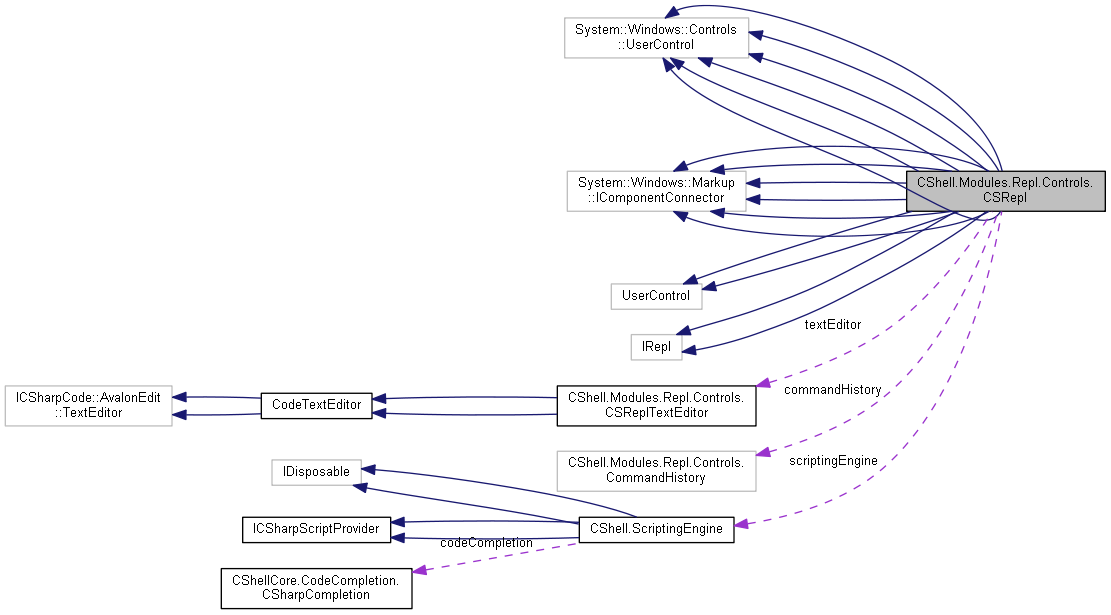 System::Windows::Controls
::UserControl
System::Windows::Markup
::IComponentConnector
CShell.Modules.Repl.Controls.
CSRepl
UserControl
IRepl
textEditor
ICSharpCode::AvalonEdit
::TextEditor
CodeTextEditor
CShell.Modules.Repl.Controls.
CSReplTextEditor
commandHistory
CShell.Modules.Repl.Controls.
CommandHistory
scriptingEngine
IDisposable
ICSharpScriptProvider
CShell.ScriptingEngine
codeCompletion
CShellCore.CodeCompletion.
CSharpCompletion